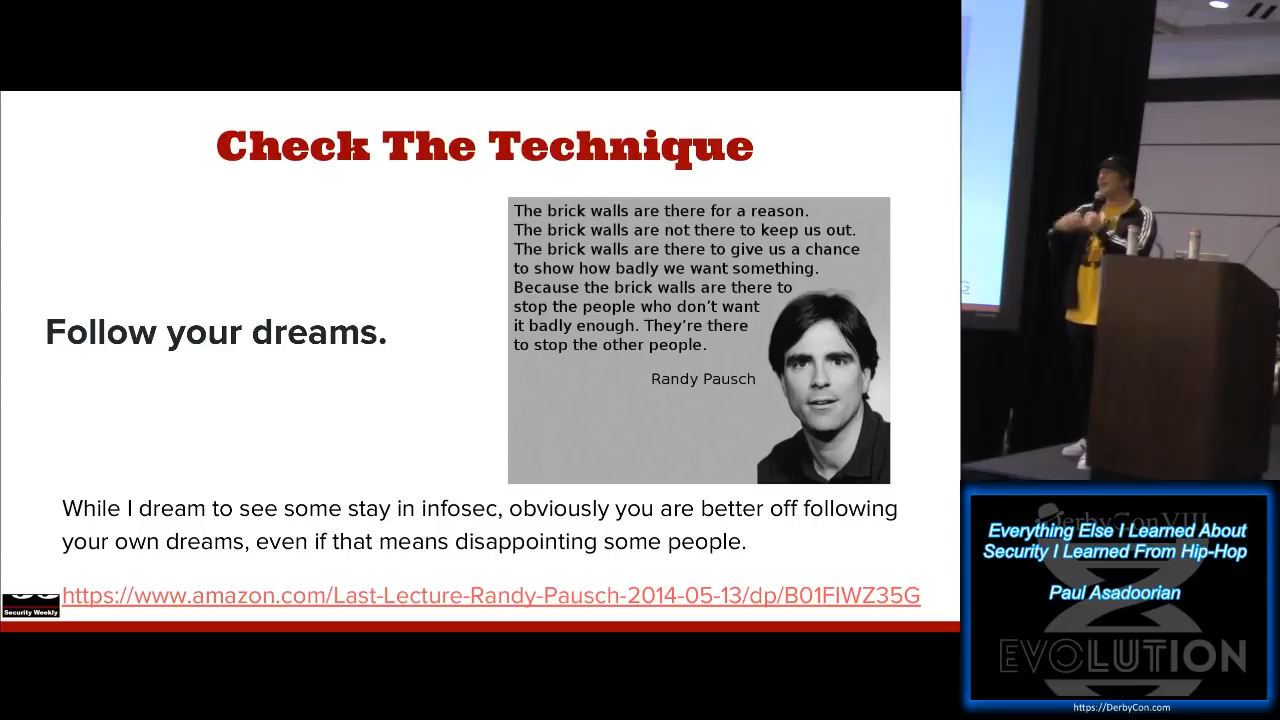 Check The Technique
The brick walls are there for a reason.
The brick walls are not there to keep us out.
The brick walls are there to give us a chance
to show how badly we want something.
Because the brick walls are there to
stop the people who don't want
it badly enough. They're there
to stop the other people.
Randy Pausch
Follow your dreams.
While I dream to see some stay in infosec, obviously you are better off following
your own dreams, even if that means disappointing some people.
https://www.amazon.com/Last-Lecture-Randy-Pausch-2014-05-13/dp/B01FIWZ35G
Security Weekly
DerbyCon VIII
Everything Else I Learned About
Security I Learned From Hip-Hop
Paul Asadoorian
EVOLUTION
https://DerbyCon.com